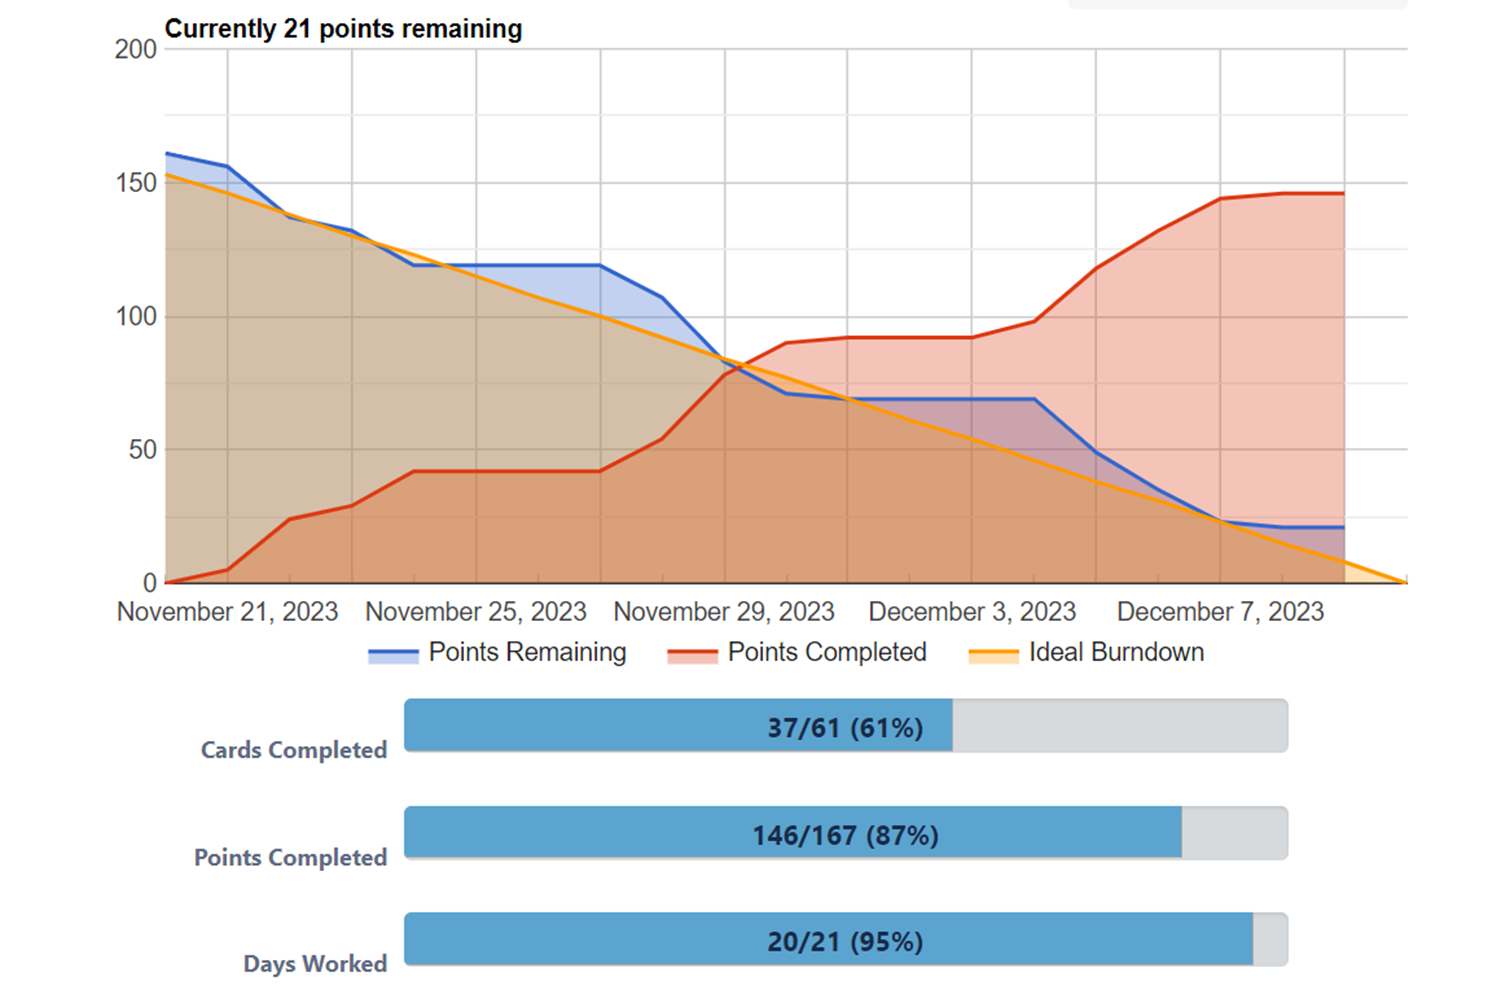 Currently 21 points remaining
200
150
100
50
0
November 21, 2023 November 25, 2023 November 29, 2023 December 3, 2023 December 7, 2023
Points Remaining Points Completed Ideal Burndown
37/61 (61%)
Cards Completed
146/167 (87%)
Points Completed
20/21 (95%)
Days Worked